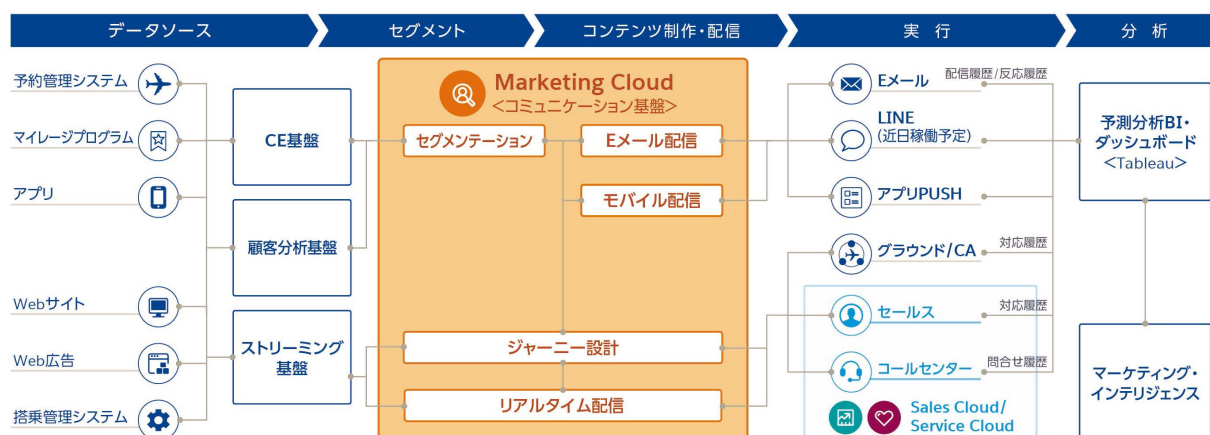 データソース
セグメント
コンテンツ制作・配信
実 行
分 析
予約管理システム
マイレージプログラム
アプリ
Webサイト
Web広告
搭乗管理システム
CE基盤
顧客分析基盤
ストリーミング
基盤
Marketing Cloud
<コミュニケーション基盤>
セグメンテーション
Eメール配信
モバイル配信
ジャーニー設計
リアルタイム配信
Eメール
配信履歴/反応履歴
LINE
(近日稼働予定)
アプリPUSH
グラウンド/CA
対応履歴
セールス
対応履歴
コールセンター
問合せ履歴
Sales Cloud/
Service Cloud
予測分析BI・
ダッシュボード
<Tableau>
マーケティング・
インテリジェンス